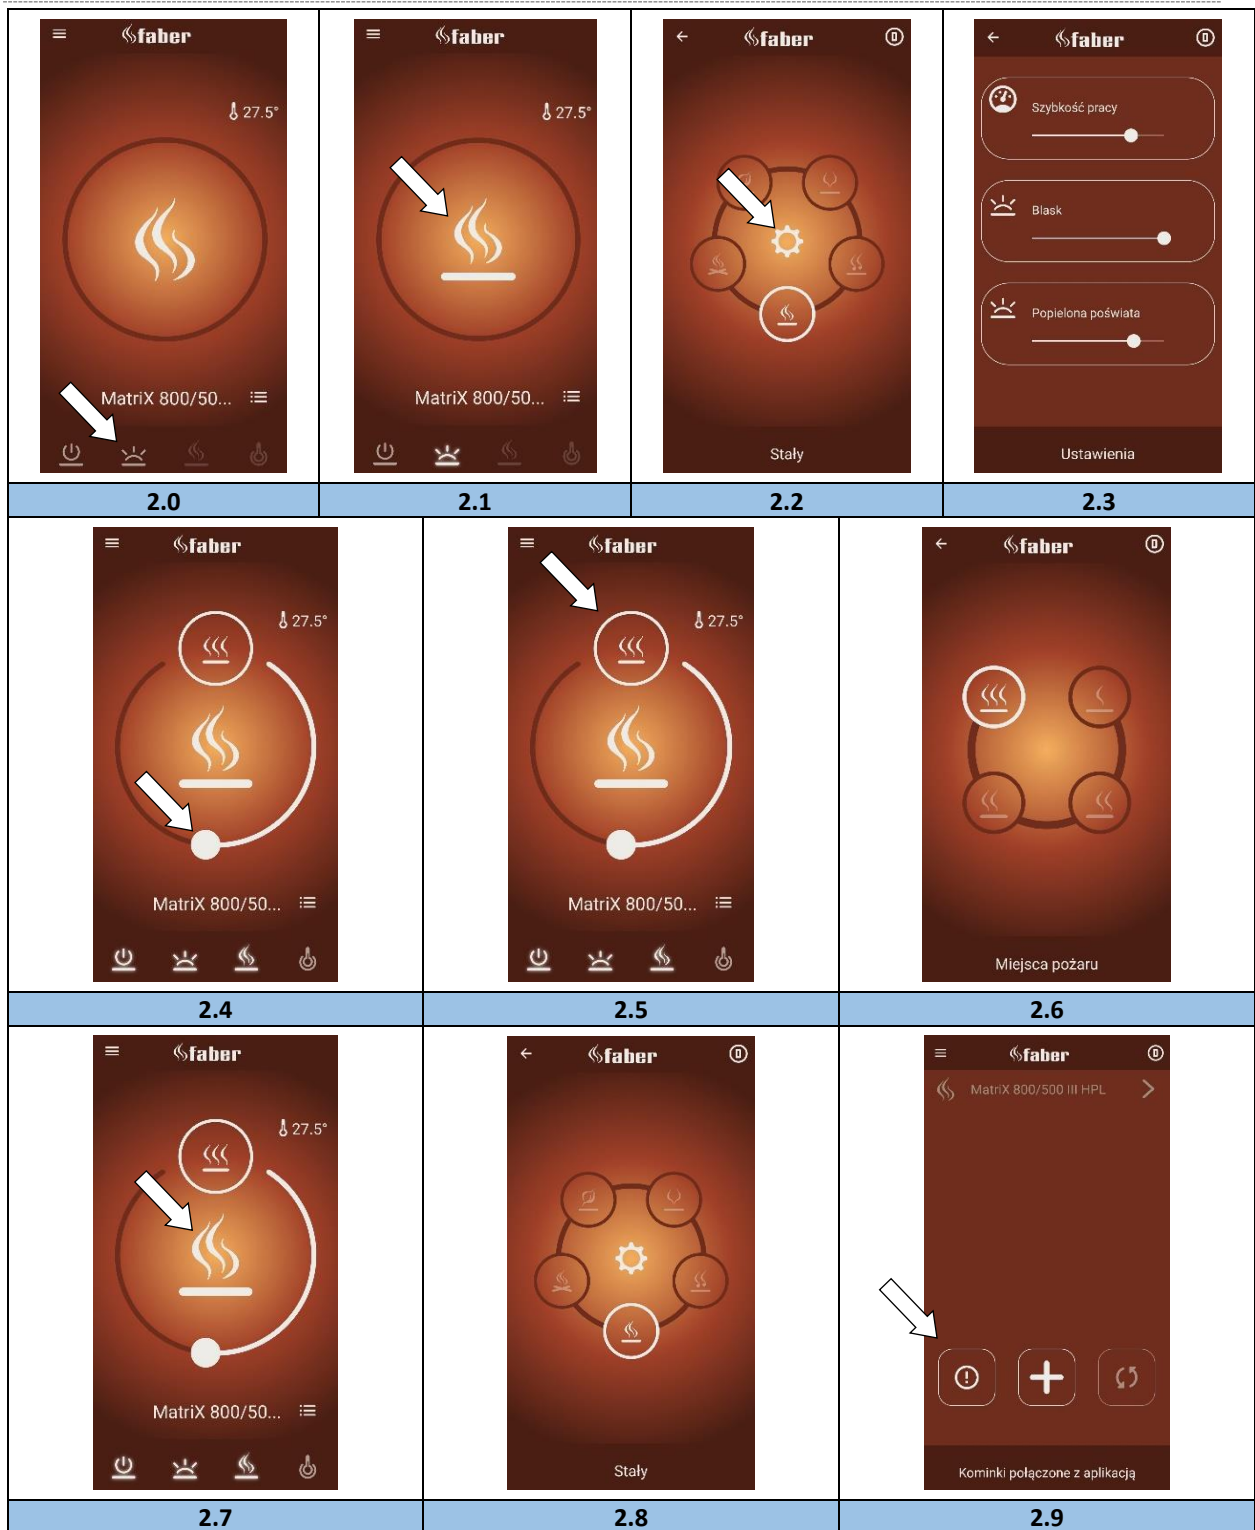 faber
27.5°
MatriX 800/50...
2.0
faber
27.5°
MatriX 800/50...
2.1
faber
Stały
2.2
faber
Szybkość pracy
Blask
Popielona poświata
Ustawienia
2.3
faber
27.5°
MatriX 800/50...
2.4
faber
27.5°
MatriX 800/50...
2.5
faber
Miejsca pożaru
2.6
faber
27.5°
MatriX 800/50...
2.7
faber
Stały
2.8
faber
MatriX 800/500 III HPL
Kominki połączone z aplikacją
2.9